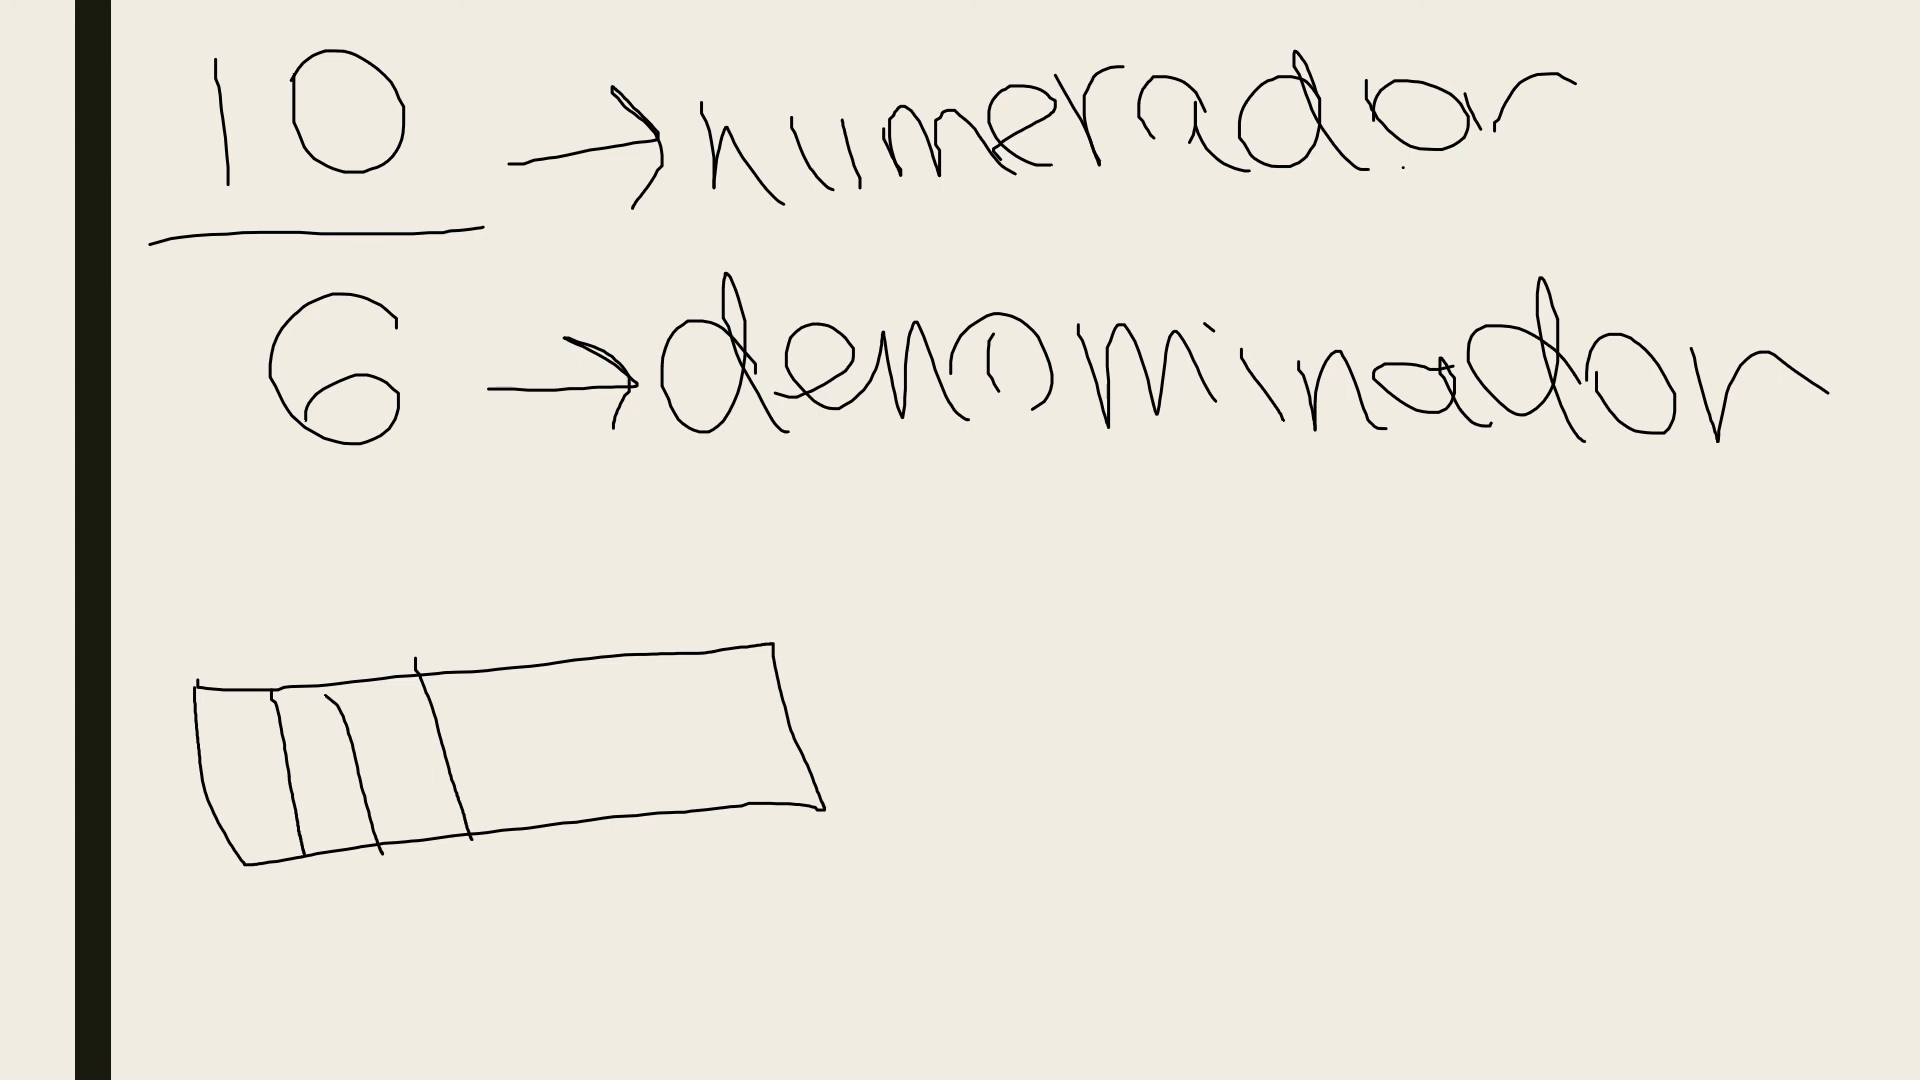 10 → numerador
6 → denominador